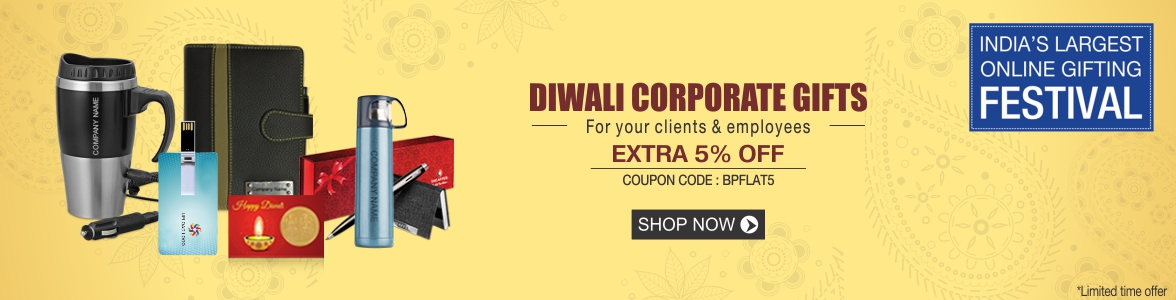 COMPANY NAME
Company Name
Happy Diwali
COMPANY NAME
DIWALI CORPORATE GIFTS
For your clients & employees
EXTRA 5% OFF
COUPON CODE : BPFLAT5
SHOP NOW
INDIA'S LARGEST
ONLINE GIFTING
FESTIVAL
*Limited time offer